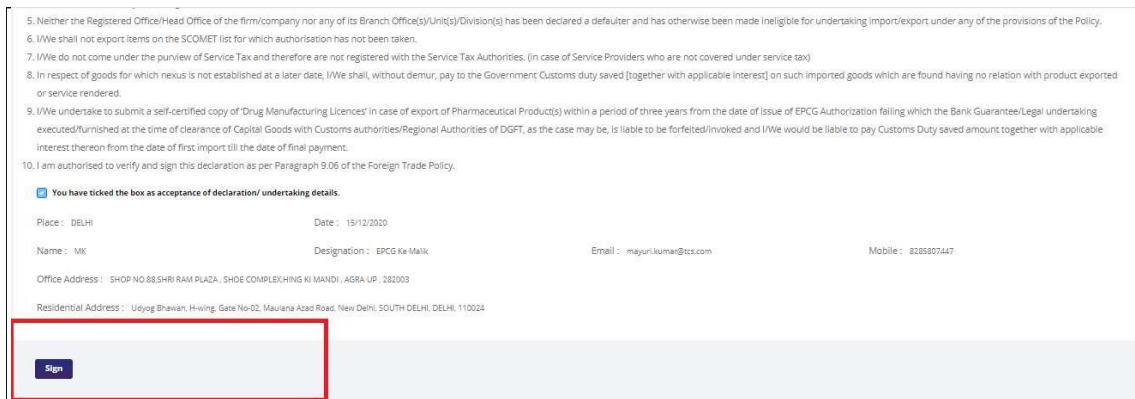 5. Neither the Registered Office/Head Office of the firm/company nor any of its Branch Office(s)/Unit(s)/Division(s) has been declared a defaulter and has otherwise been made ineligible for undertaking import/export under any of the provisions of the Policy.
6. I/We shall not export items on the SCOMET list for which authorisation has not been taken.
7. I/We do not come under the purview of Service Tax and therefore are not registered with the Service Tax Authorities. (in case of Service Providers who are not covered under service tax)
8. In respect of goods for which nexus is not established at a later date, I/We shall, without demur, pay to the Government Customs duty saved [together with applicable interest] on such imported goods which are found having no relation with product exported
or service rendered.
9. I/We undertake to submit a self-certified copy of 'Drug Manufacturing Licences' in case of export of Pharmaceutical Product(s) within a period of three years from the date of issue of EPCG Authorization failing which the Bank Guarantee/Legal undertaking
executed/furnished at the time of clearance of Capital Goods with Customs authorities/Regional Authorities of DGFT, as the case may be, is liable to be forfeited/invoked and I/We would be liable to pay Customs Duty saved amount together with applicable
interest thereon from the date of first import till the date of final payment.
10. I am authorised to verify and sign this declaration as per Paragraph 9.06 of the Foreign Trade Policy.
You have ticked the box as acceptance of declaration/ undertaking details.
Place : DELHI Date : 15/12/2020
Name : MK Designation : EPCG Ke Malik Email : mayuri.kumar@tcs.com Mobile : 8285807447
Office Address : SHOP NO.88,SHRI RAM PLAZA , SHOE COMPLEX,HING KI MANDI , AGRA UP , 282003
Residential Address : Udyog Bhawan, H-wing, Gate No-02, Maulana Azad Road, New Delhi, SOUTH DELHI, DELHI, 110024
Sign